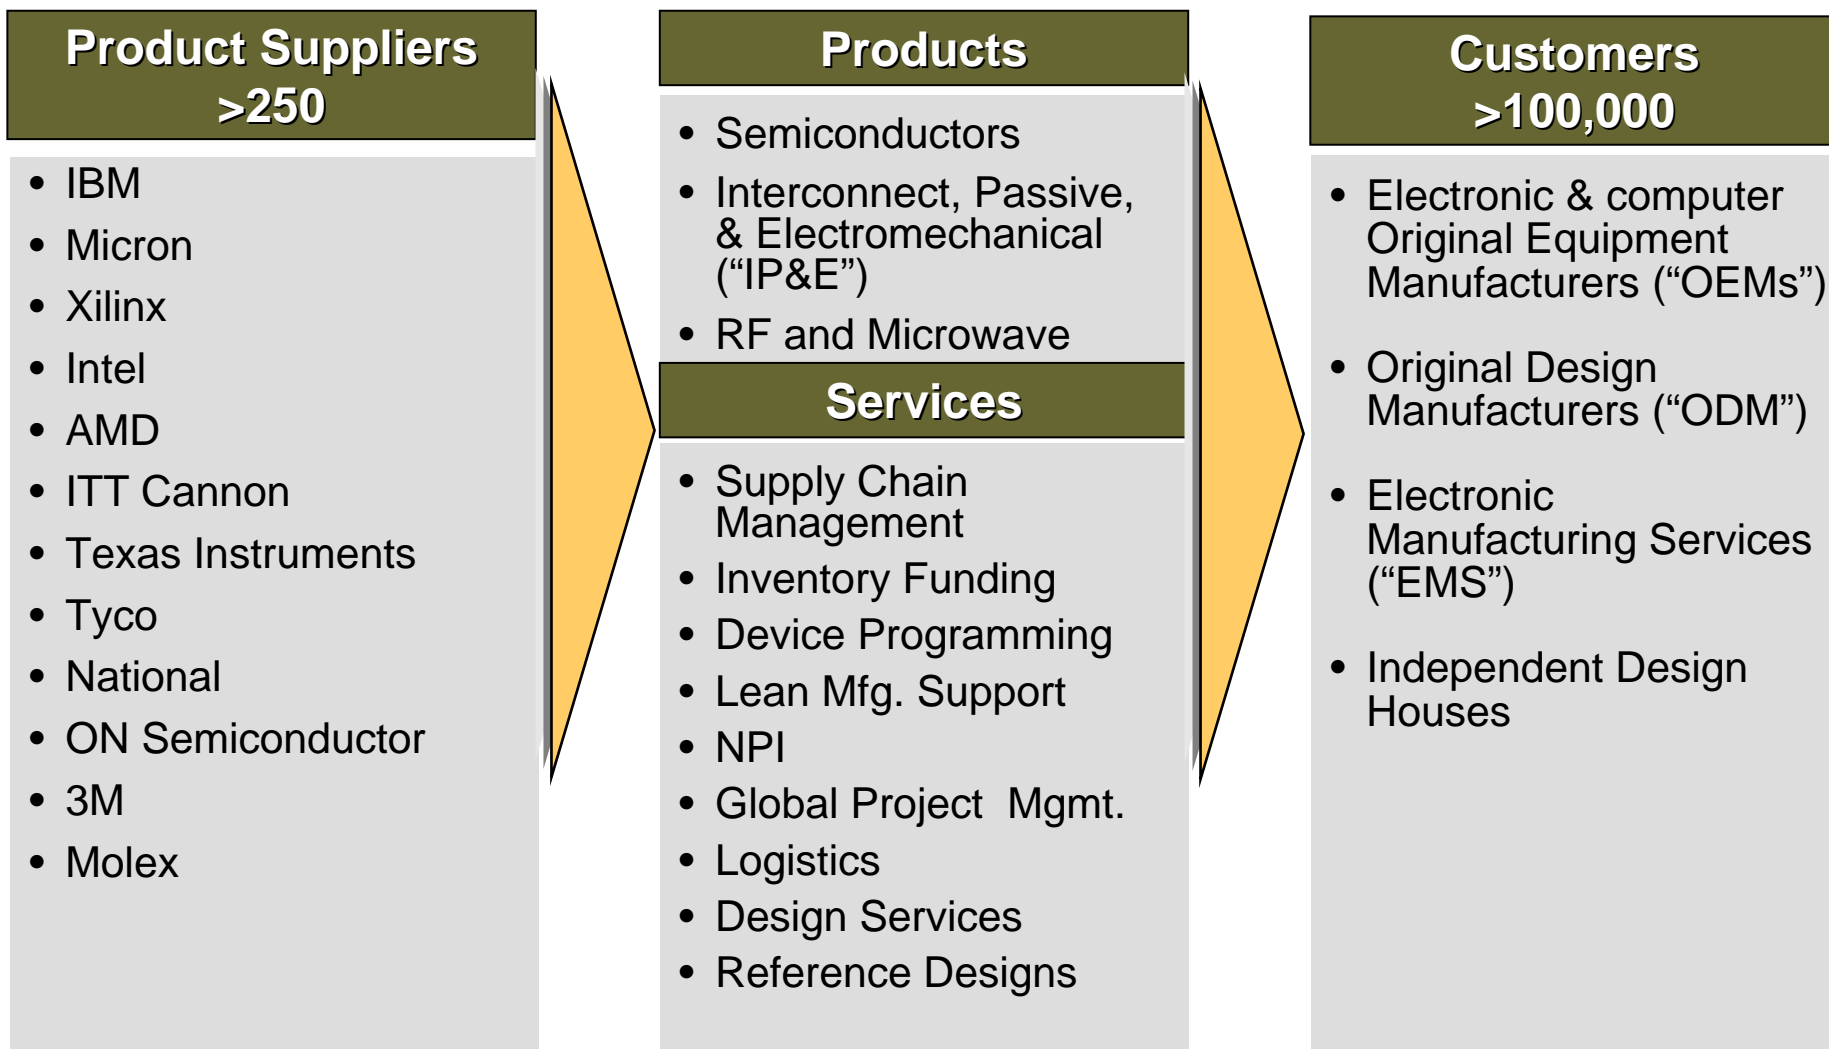 Product Suppliers
>250
• IBM
• Micron
• Xilinx
• Intel
• AMD
• ITT Cannon
• Texas Instruments
• Tyco
• National
• ON Semiconductor
• 3M
• Molex
Products
• Semiconductors
• Interconnect, Passive,
& Electromechanical
(“IP&E”)
• RF and Microwave
Services
• Supply Chain
Management
• Inventory Funding
• Device Programming
• Lean Mfg. Support
• NPI
• Global Project  Mgmt.
• Logistics
• Design Services
• Reference Designs
Customers
>100,000
• Electronic & computer
Original Equipment
Manufacturers (“OEMs”)
• Original Design
Manufacturers (“ODM”)
• Electronic
Manufacturing Services
(“EMS”)
• Independent Design
Houses